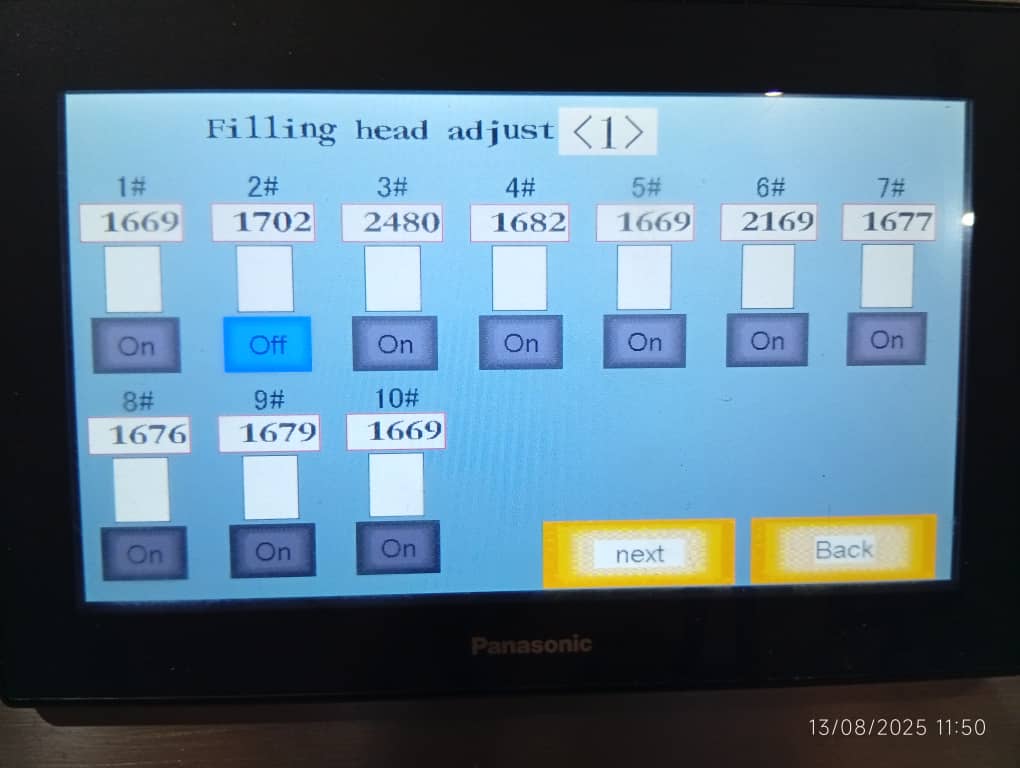 Filling head adjust <1>
1# 2# 3# 4# 5# 6# 7#
1669 1702 2480 1682 1669 2169 1677
On Off On On On On On
8# 9# 10#
1676 1679 1669
On On On
next Back
Panasonic
13/08/2025 11:50